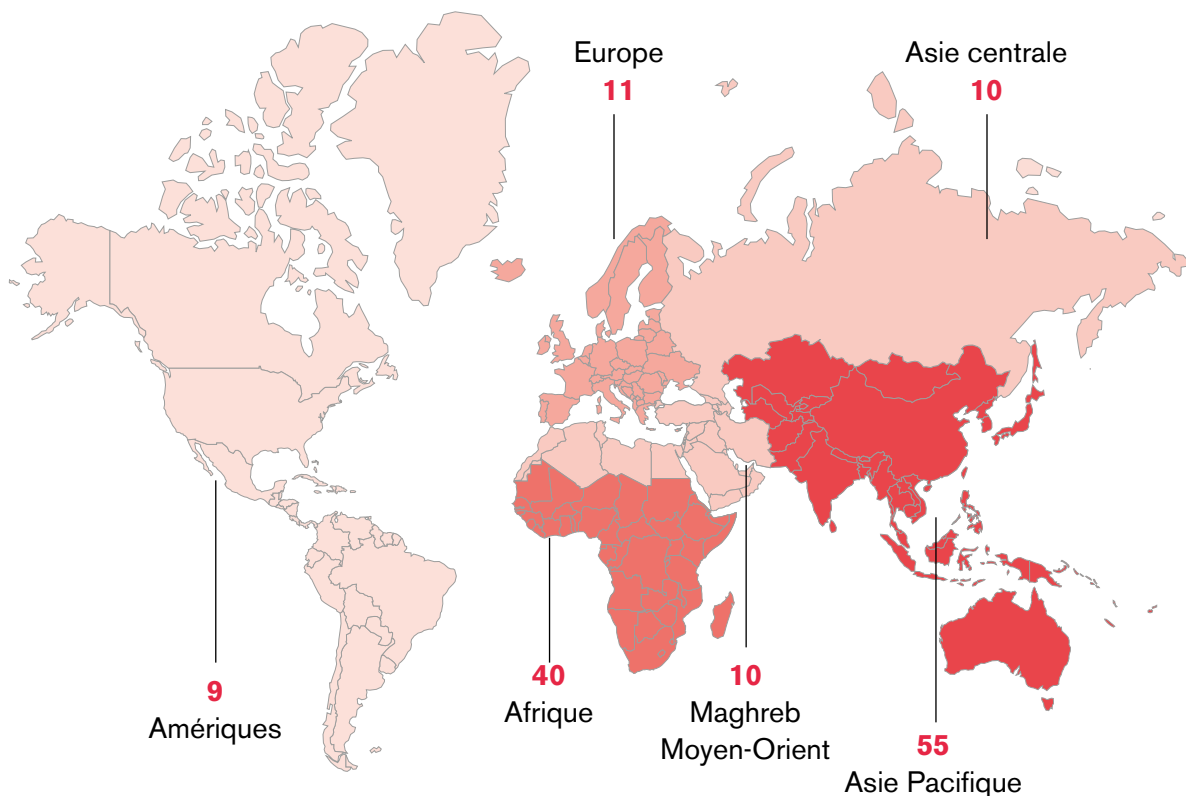 Europe
11
Asie centrale
10
9
Amériques
40
Afrique
10
Maghreb
Moyen-Orient
55
Asie Pacifique